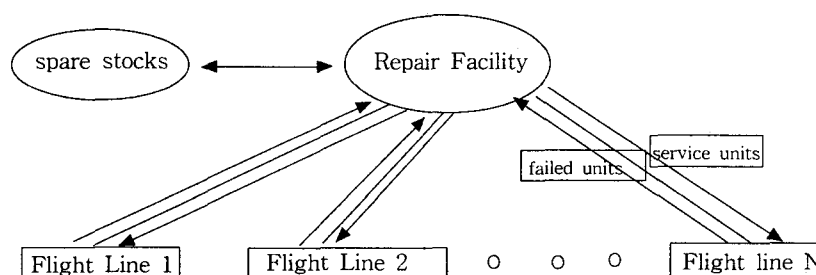 spare stocks
Repair Facility
failed units
service units
Flight Line 1
Flight Line 2
o o o
Flight line N